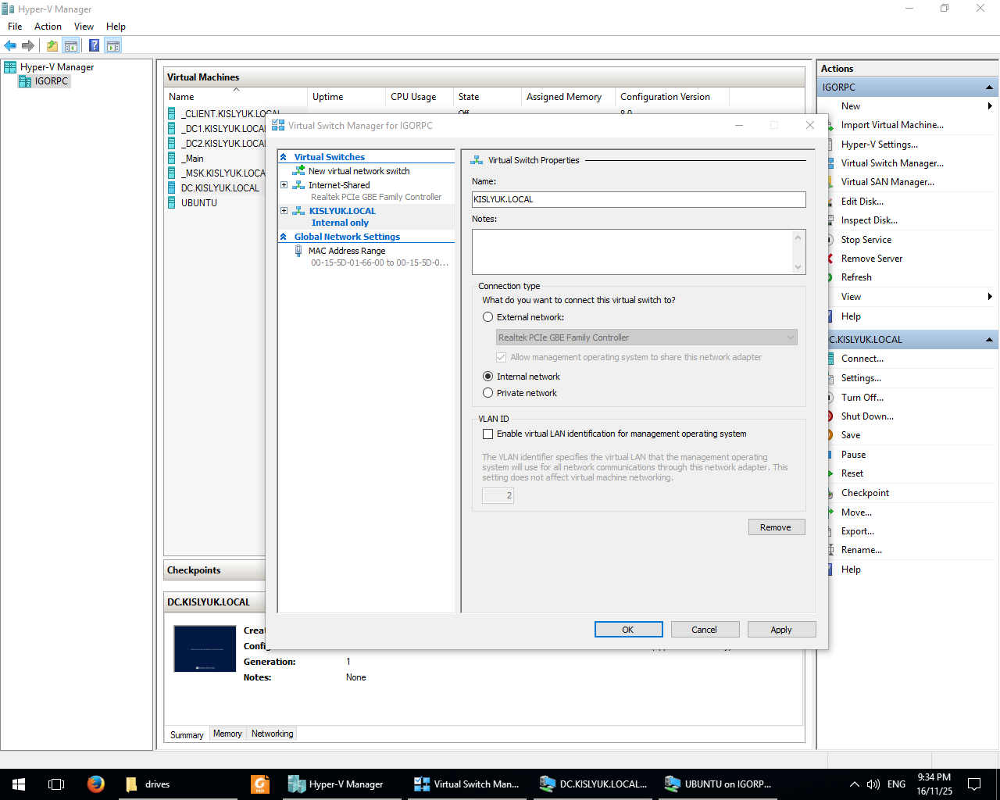 Hyper-V Manager
File Action View Help
Hyper-V Manager
IGORPC
Virtual Machines
Name Uptime CPU Usage State Assigned Memory Configuration Version
_CLIENT.KISLYUK.LOCAL
_DC1.KISLYUK.LOCAL
_DC2.KISLYUK.LOCAL
_Main
_MSK.KISLYUK.LOCA
DC.KISLYUK.LOCAL
UBUNTU
Checkpoints
DC.KISLYUK.LOCAL
Creat
Config
Generation: 1
Notes: None
Summary Memory Networking
Virtual Switch Manager for IGORPC
Virtual Switches
New virtual network switch
Internet-Shared
Realtek PCIe GBE Family Controller
KISLYUK.LOCAL
Internal only
Global Network Settings
MAC Address Range
00-15-5D-01-66-00 to 00-15-5D-0...
Virtual Switch Properties
Name:
KISLYUK.LOCAL
Notes:
Connection type
What do you want to connect this virtual switch to?
External network:
Realtek PCIe GBE Family Controller
Allow management operating system to share this network adapter
Internal network
Private network
VLAN ID
Enable virtual LAN identification for management operating system
The VLAN identifier specifies the virtual LAN that the management operating
system will use for all network communications through this network adapter. This
setting does not affect virtual machine networking.
2
Remove
OK Cancel Apply
Actions
IGORPC
New
Import Virtual Machine...
Hyper-V Settings...
Virtual Switch Manager...
Virtual SAN Manager...
Edit Disk...
Inspect Disk...
Stop Service
Remove Server
Refresh
View
Help
C.KISLYUK.LOCAL
Connect...
Settings...
Turn Off...
Shut Down...
Save
Pause
Reset
Checkpoint
Move...
Export...
Rename...
Help
drives
PDF
Hyper-V Manager
Virtual Switch Man...
DC.KISLYUK.LOCAL...
UBUNTU on IGORP...
ENG
9:34 PM
16/11/25